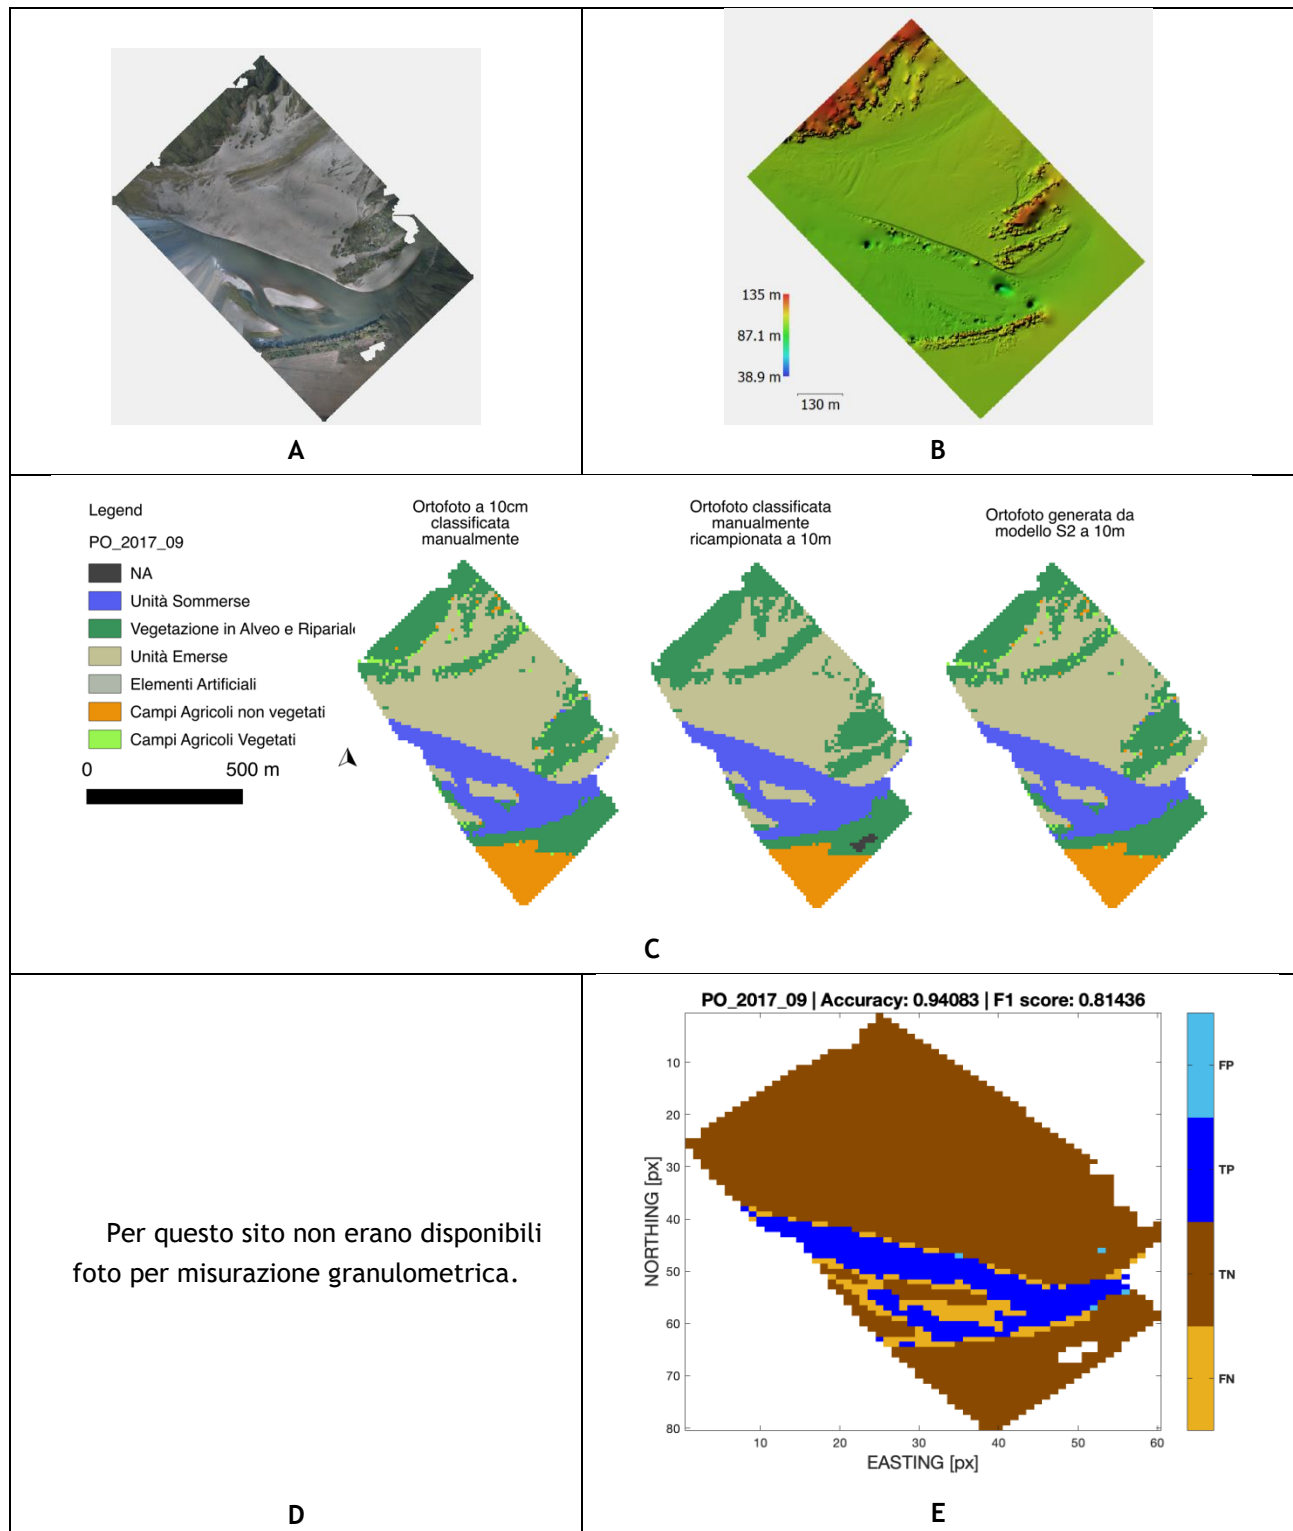 A
135 m
87.1 m
38.9 m
130 m
B
Legend
PO_2017_09
NA
Unità Sommerse
Vegetazione in Alveo e Ripariale
Unità Emerse
Elementi Artificiali
Campi Agricoli non vegetati
Campi Agricoli Vegetati
0 500 m
Ortofoto a 10cm
classificata
manualmente
Ortofoto classificata
manualmente
ricampionata a 10m
Ortofoto generata da
modello S2 a 10m
C
Per questo sito non erano disponibili
foto per misurazione granulometrica.
D
PO_2017_09 | Accuracy: 0.94083 | F1 score: 0.81436
NORTHING [px]
10
20
30
40
50
60
70
80
10 20 30 40 50 60
EASTING [px]
FP
TP
TN
FN
E